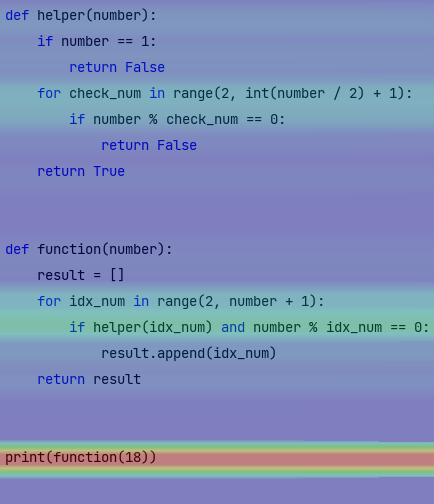 def helper(number):
    if number == 1:
        return False
    for check_num in range(2, int(number / 2) + 1):
        if number % check_num == 0:
            return False
    return True
def function(number):
    result = []
    for idx_num in range(2, number + 1):
        if helper(idx_num) and number % idx_num == 0:
            result.append(idx_num)
    return result
print(function(18))